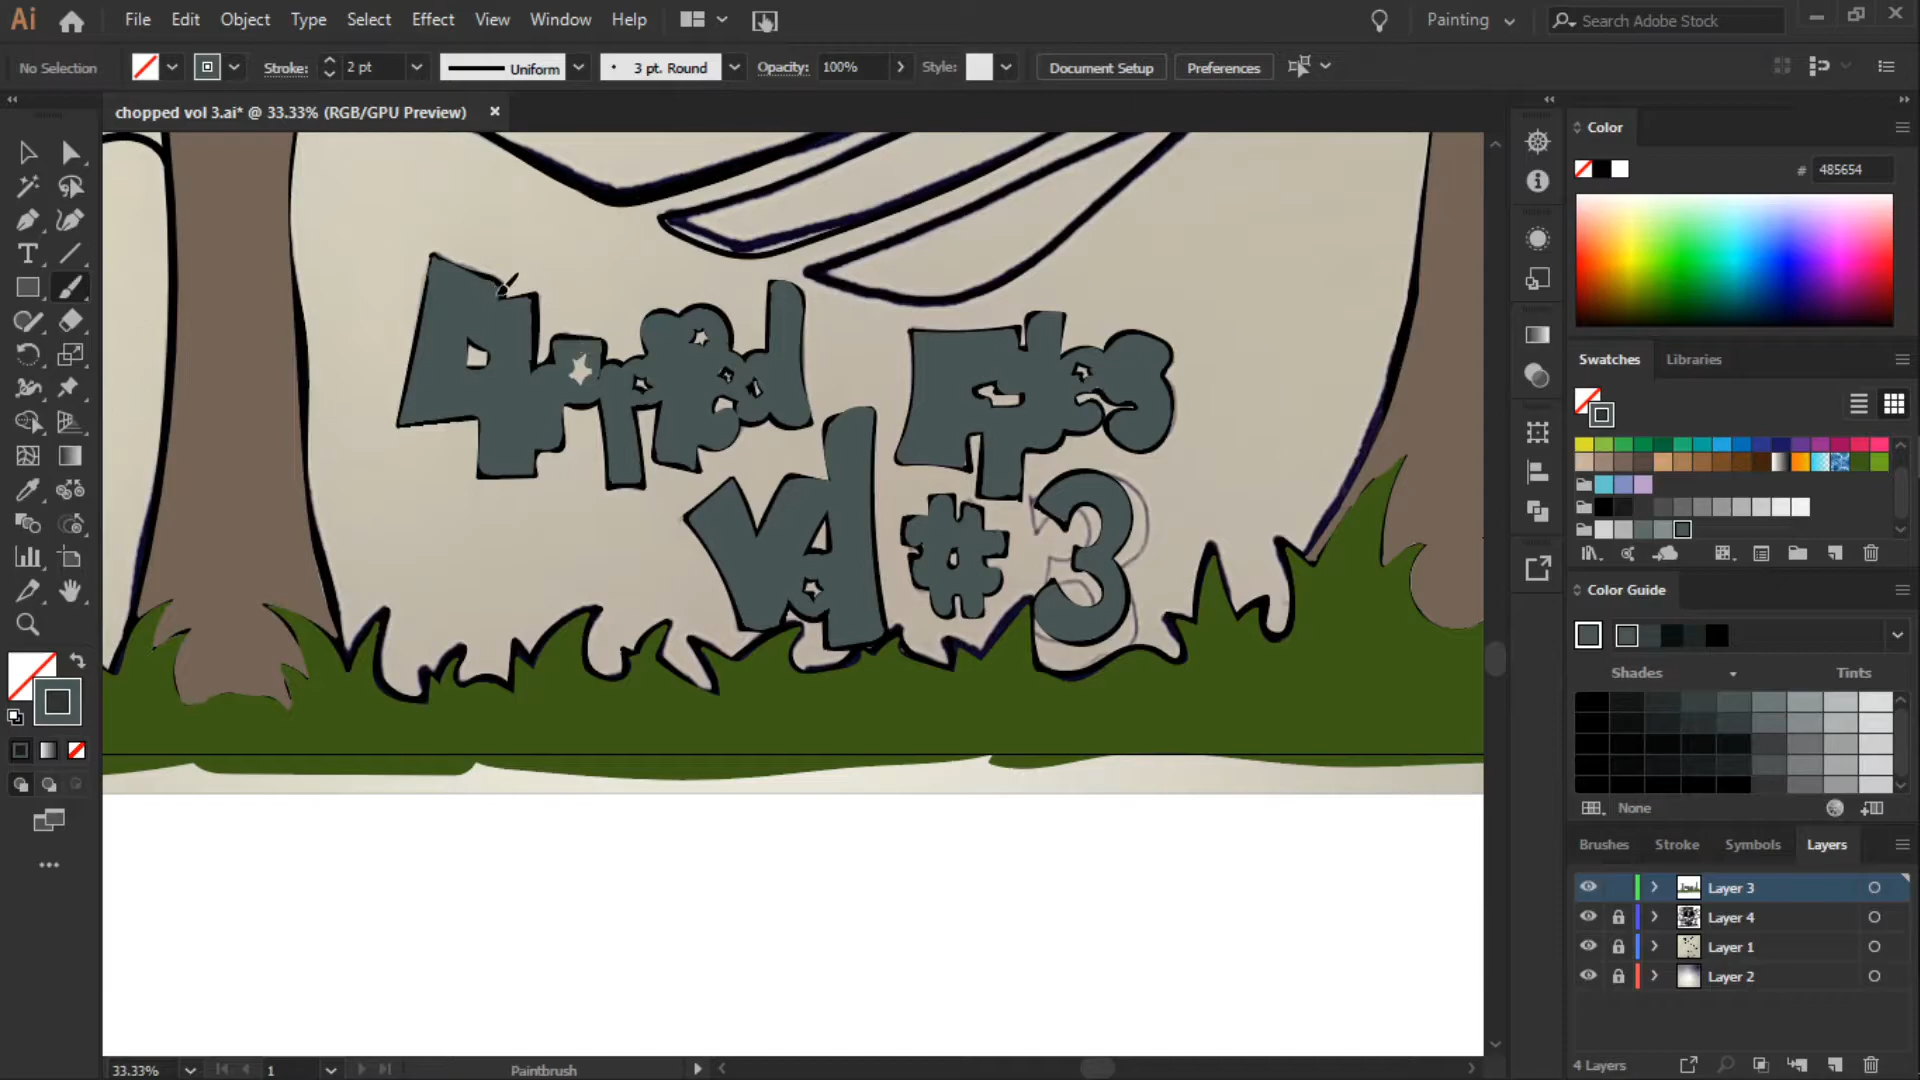 Ai File Edit Object Type Select Effect View Window Help Painting Search Adobe Stock
No Selection Stroke: 2 pt Uniform 3 pt. Round Opacity: 100% Style: Document Setup Preferences
chopped vol 3.ai* @ 33.33% (RGB/GPU Preview)
Color
# 485654
Swatches Libraries
Chopped Files
Vol # 3
Color Guide
Shades Tints
None
Brushes Stroke Symbols Layers
Layer 3
Layer 4
Layer 1
Layer 2
4 Layers
33.33% 1 Paintbrush